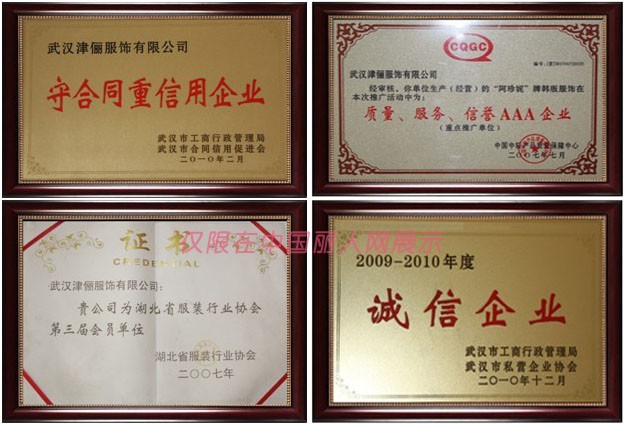 武汉津俪服饰有限公司
守合同重信用企业
武汉市工商行政管理局
武汉市合同信用促进会
二〇一〇年二月
CQGC
武汉津俪服饰有限公司
经审核，你单位生产（经营）的“阿珍妮”牌韩版服饰在
本次推广活动中为：
质量、服务、信誉AAA企业
（重点推广单位）
二〇〇七年七月
证书
CREDENTIAL
武汉津俪服饰有限公司：
贵公司为湖北省服装行业协会
第三届会员单位
湖北省服装行业协会
二〇〇七年
仅限在中国丽人网展示
2009-2010年度
诚信企业
武汉市工商行政管理局
武汉市私营企业协会
二〇一〇年十二月